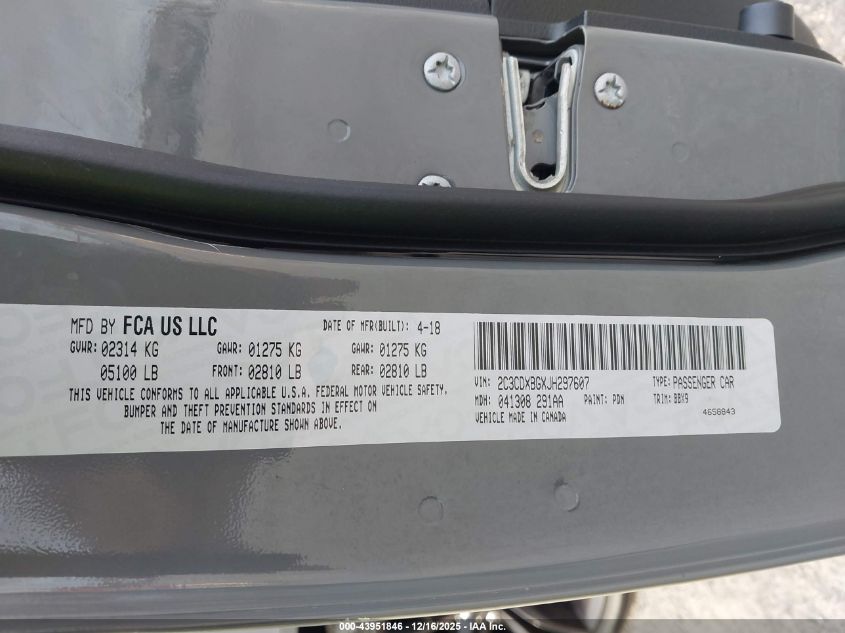 MFD BY FCA US LLC
DATE OF MFR(BUILT): 4-18
GVWR: 02314 KG GAWR: 01275 KG GAWR: 01275 KG
05100 LB FRONT: 02810 LB REAR: 02810 LB
THIS VEHICLE CONFORMS TO ALL APPLICABLE U.S.A. FEDERAL MOTOR VEHICLE SAFETY,
BUMPER AND THEFT PREVENTION STANDARDS IN EFFECT ON
THE DATE OF MANUFACTURE SHOWN ABOVE.
VIN: 2C3CDXBGXJH297607 TYPE: PASSENGER CAR
MDH: 041308 291AA PAINT: PDN TRIM: BBX9
VEHICLE MADE IN CANADA 4658843
000-43951846 - 12/16/2025 - IAA Inc.